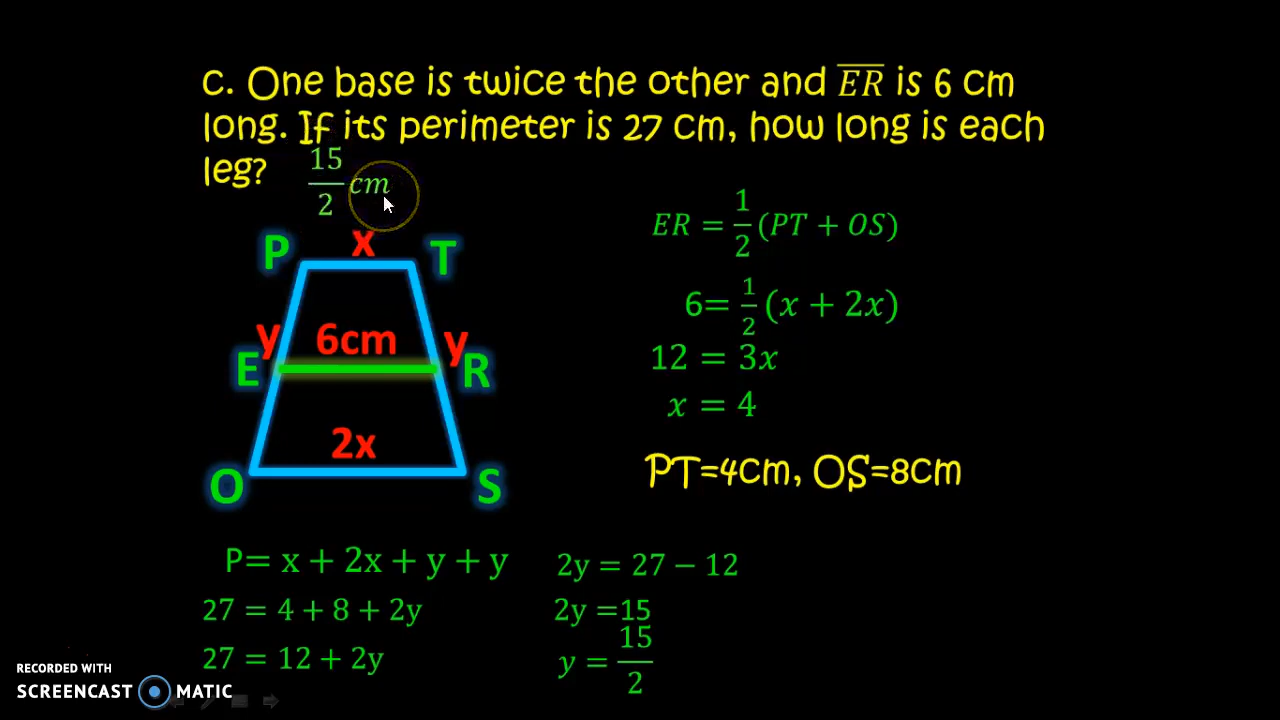 c. One base is twice the other and ER is 6 cm
long. If its perimeter is 27 cm, how long is each
leg?
15/2 cm
P x T
y 6cm y
E R
2x
O S
ER = 1/2 (PT + OS)
6= 1/2 (x + 2x)
12 = 3x
x = 4
PT=4cm, OS=8cm
P= x + 2x + y + y
27 = 4 + 8 + 2y
27 = 12 + 2y
2y = 27 − 12
2y =15
y = 15/2
RECORDED WITH
SCREENCAST MATIC